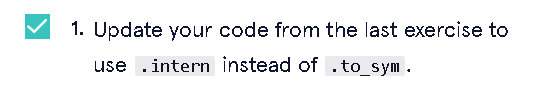 1. Update your code from the last exercise to
use .intern instead of .to_sym.